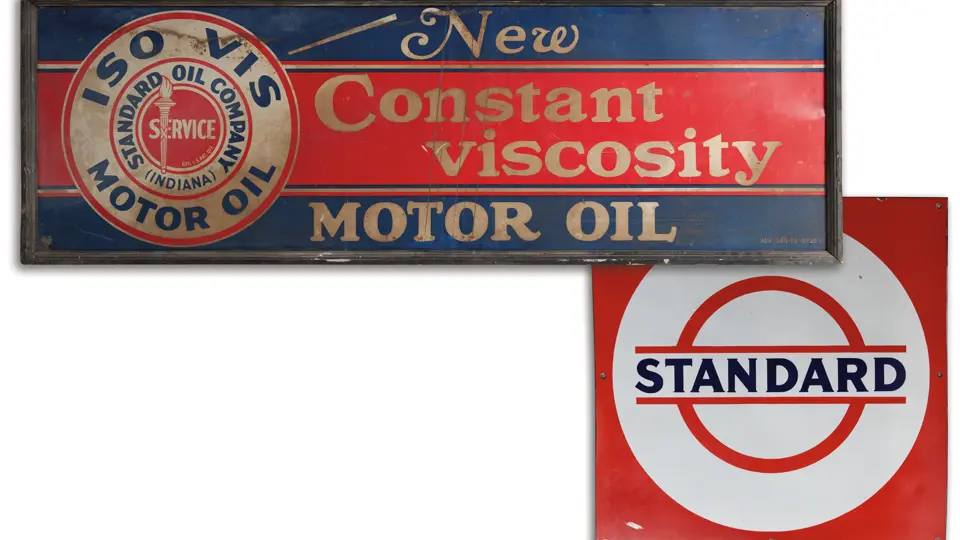 ISO VIS
STANDARD OIL COMPANY
SERVICE
(INDIANA)
MOTOR OIL
New
Constant
viscosity
MOTOR OIL
STANDARD